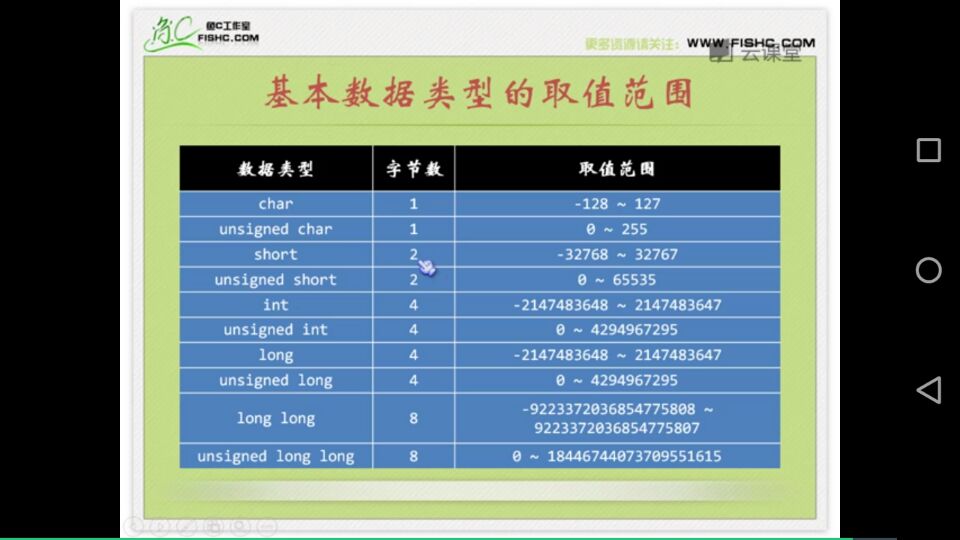 鱼C工作室
FISHC.COM
更多资源请关注: WWW.FISHC.COM
云课堂
基本数据类型的取值范围
数据类型 字节数 取值范围
char 1 -128 ~ 127
unsigned char 1 0 ~ 255
short 2 -32768 ~ 32767
unsigned short 2 0 ~ 65535
int 4 -2147483648 ~ 2147483647
unsigned int 4 0 ~ 4294967295
long 4 -2147483648 ~ 2147483647
unsigned long 4 0 ~ 4294967295
long long 8 -9223372036854775808 ~
9223372036854775807
unsigned long long 8 0 ~ 18446744073709551615